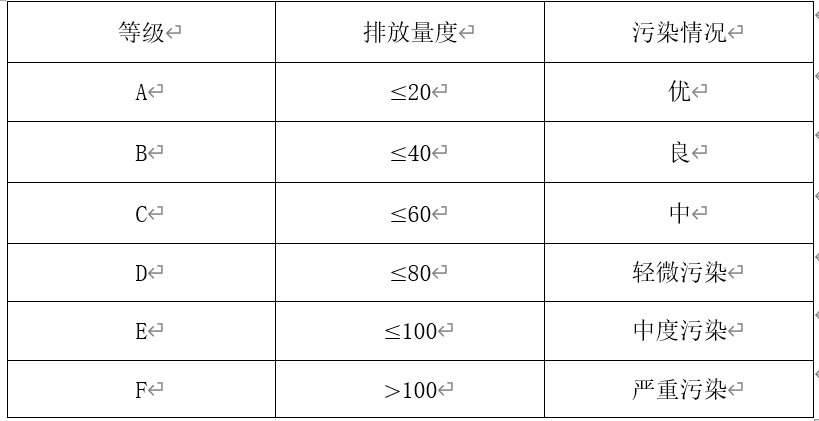 等级 排放量度 污染情况
A ≤20 优
B ≤40 良
C ≤60 中
D ≤80 轻微污染
E ≤100 中度污染
F >100 严重污染